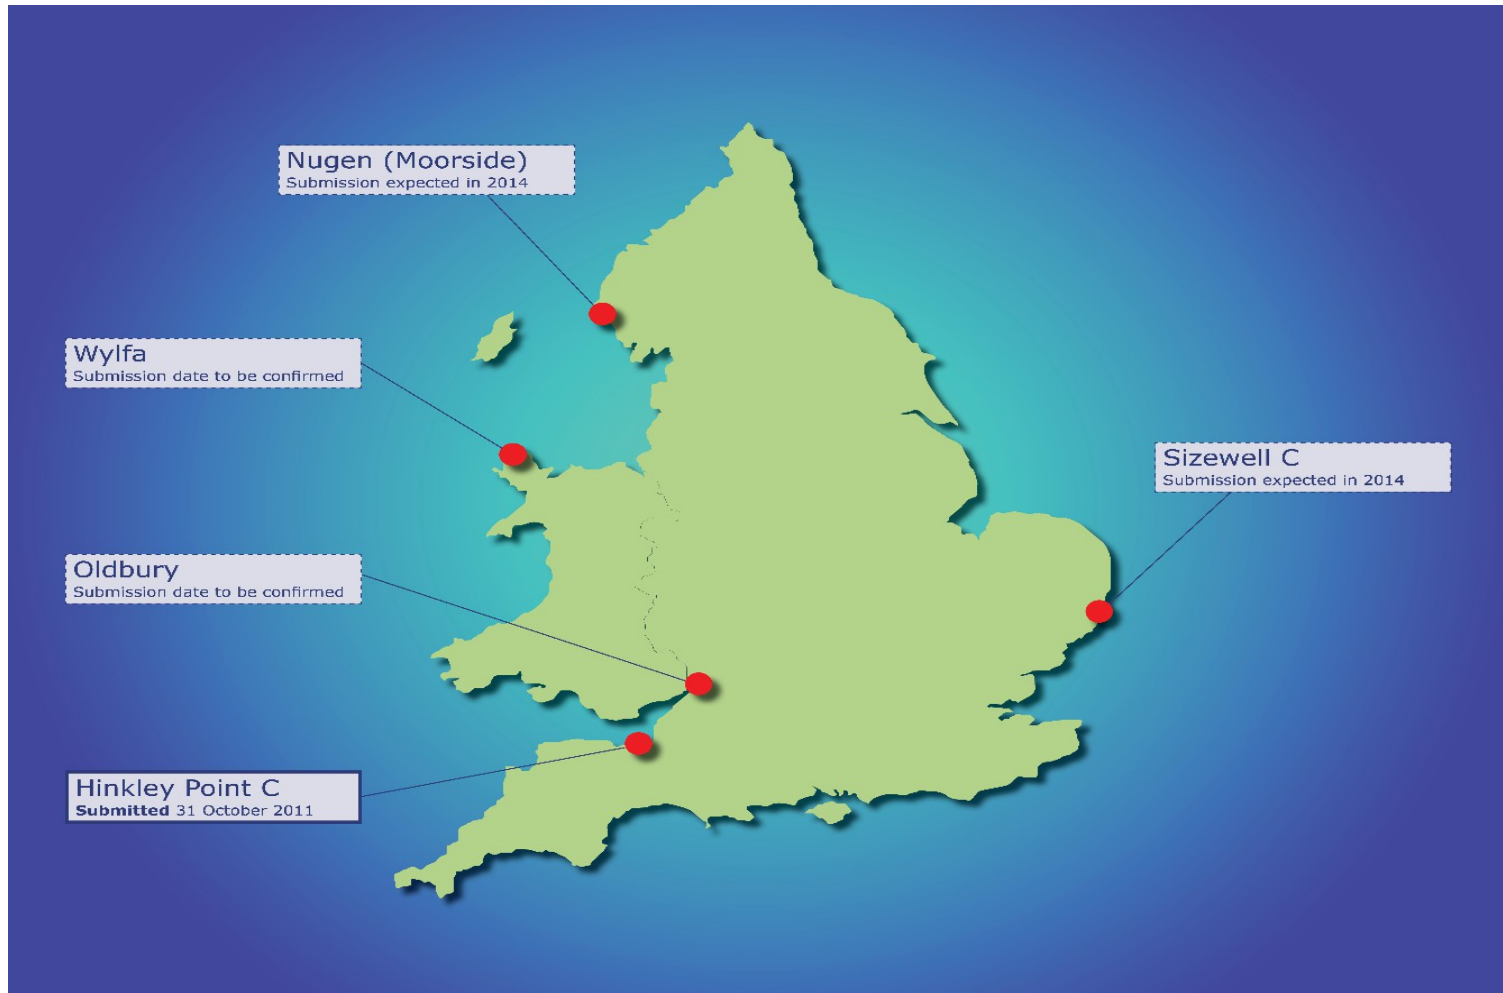 Nugen (Moorside)
Submission expected in 2014
Wylfa
Submission date to be confirmed
Sizewell C
Submission expected in 2014
Oldbury
Submission date to be confirmed
Hinkley Point C
Submitted 31 October 2011